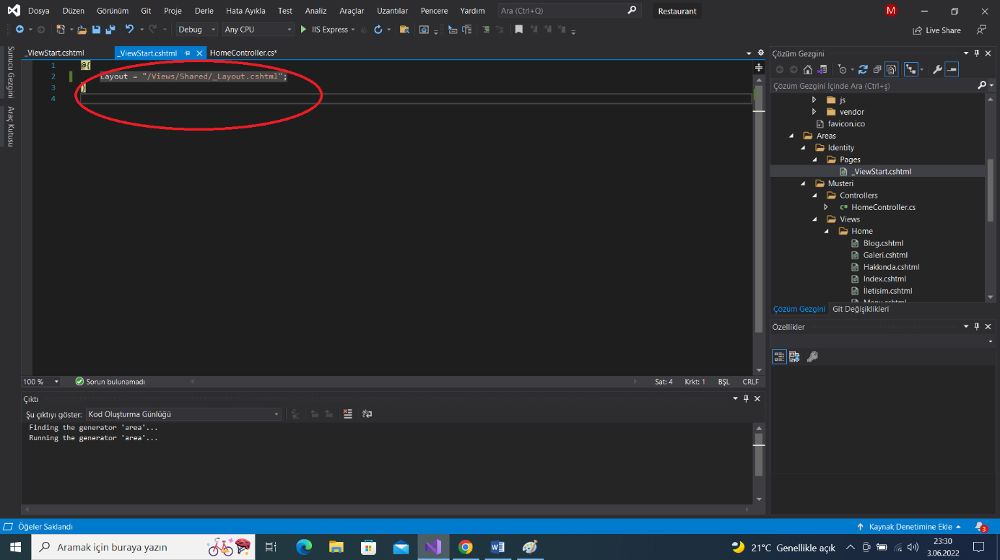 Dosya Düzen Görünüm Git Proje Derle Hata Ayıkla Test Analiz Araçlar Uzantılar Pencere Yardım Ara (Ctrl+Q) Restaurant M
Debug Any CPU IIS Express Live Share
Sunucu Gezgini
Araç Kutusu
_ViewStart.cshtml _ViewStart.cshtml HomeController.cs*
1 @{
2 Layout = "/Views/Shared/_Layout.cshtml";
3 }
4
100 % Sorun bulunamadı Sat: 4 Krkt: 1 BŞL CRLF
Çıktı
Şu çıktıyı göster: Kod Oluşturma Günlüğü
Finding the generator 'area'...
Running the generator 'area'...
Çözüm Gezgini
Çözüm Gezgini İçinde Ara (Ctrl+ş)
js
vendor
favicon.ico
Areas
Identity
Pages
_ViewStart.cshtml
Musteri
Controllers
C# HomeController.cs
Views
Home
Blog.cshtml
Galeri.cshtml
Hakkında.cshtml
Index.cshtml
İletisim.cshtml
Menu.cshtml
Çözüm Gezgini Git Değişiklikleri
Özellikler
Öğeler Saklandı Kaynak Denetimine Ekle 3
Aramak için buraya yazın 21°C Genellikle açık 23:30
3.06.2022